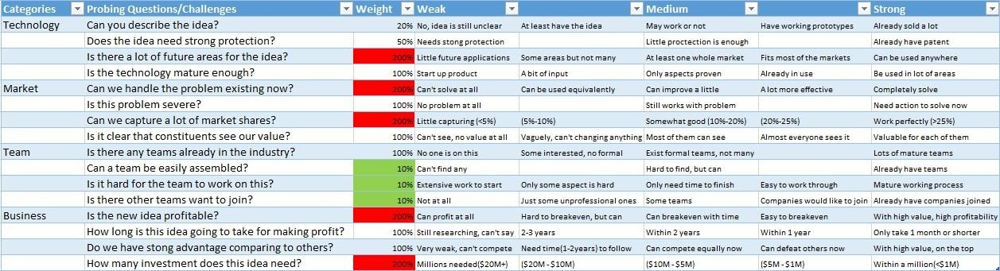 Categories Probing Questions/Challenges Weight Weak Medium Strong
Technology Can you describe the idea? 20% No, idea is still unclear At least have the idea May work or not Have working prototypes Already sold a lot
Does the idea need strong protection? 50% Needs stong protection Little proctection is enough Already have patent
Is there a lot of future areas for the idea? 200% Little future applications Some areas but not many At least one whole market Fits most of the markets Can be used anywhere
Is the technology mature enough? 100% Start up product A bit of input Only aspects proven Already in use Be used in lot of areas
Market Can we handle the problem existing now? 200% Can't solve at all Can be used equivalently Can improve a little A lot more effective Completely solve
Is this problem severe? 100% No problem at all Still works with problem Need action to solve now
Can we capture a lot of market shares? 200% Little capturing (<5%) (5%-10%) Somewhat good (10%-20%) (20%-25%) Work perfectly (>25%)
Is it clear that constituents see our value? 100% Can't see, no value at all Vaguely, can't changing anything Most of them can see Almost everyone sees it Valuable for each of them
Team Is there any teams already in the industry? 100% No one is on this Some interested, no formal Exist formal teams, not many Lots of mature teams
Can a team be easily assembled? 10% Can't find any Hard to find, but can Already have teams
Is it hard for the team to work on this? 10% Extensive work to start Only some aspect is hard Only need time to finish Easy to work through Mature working process
Is there other teams want to join? 10% Not at all Just some unprofessional ones Some teams Companies would like to join Already have companies joined
Business Is the new idea profitable? 200% Can profit at all Hard to breakeven, but can Can breakeven with time Easy to breakeven With high value, high profitability
How long is this idea going to take for making profit? 100% Still researching, can't say 2-3 years Within 2 years Within 1 year Only take 1 month or shorter
Do we have stong advantage comparing to others? 100% Very weak, can't compete Need time(1-2years) to follow Can compete equally now Can defeat others now With high value, on the top
How many investment does this idea need? 200% Millions needed($20M+) ($20M - $10M) ($10M - $5M) ($5M - $1M) Within a million(<$1M)